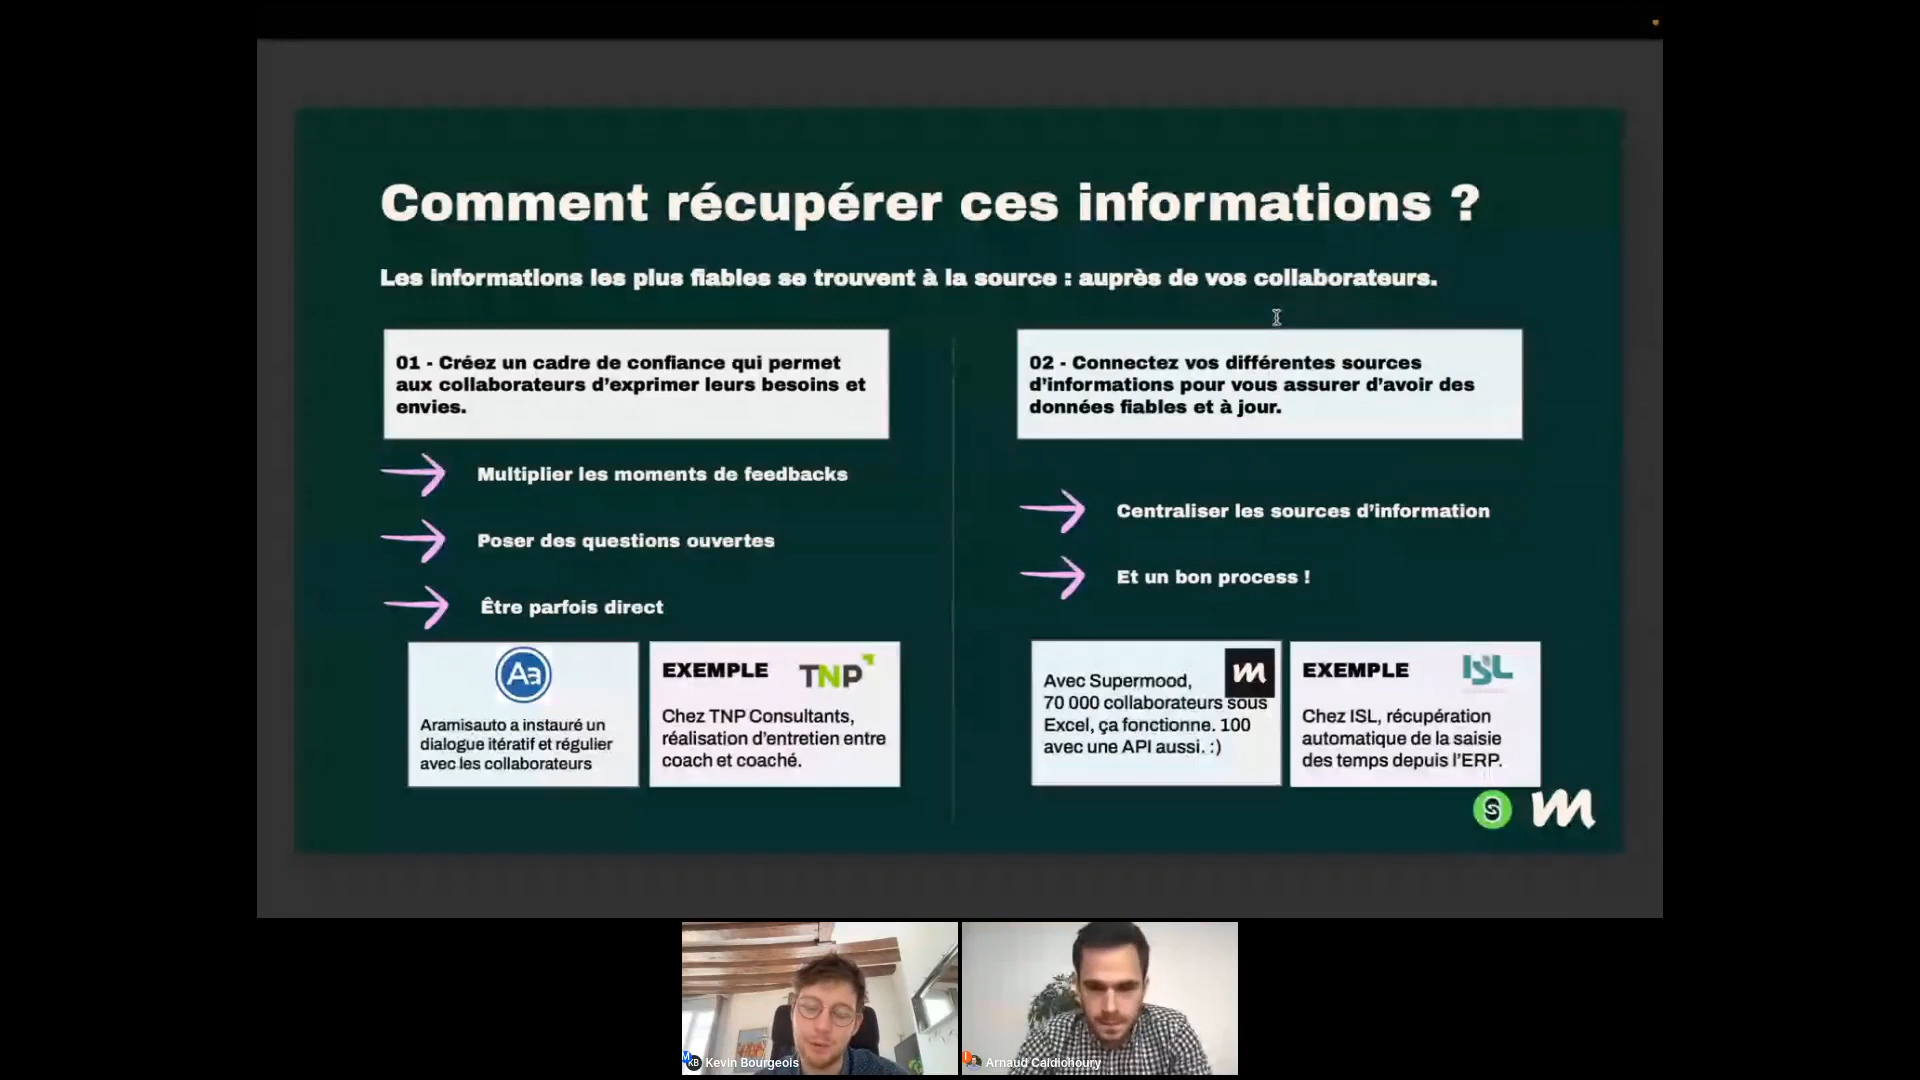 Comment récupérer ces informations ?
Les informations les plus fiables se trouvent à la source : auprès de vos collaborateurs.
01 - Créez un cadre de confiance qui permet
aux collaborateurs d’exprimer leurs besoins et
envies.
Multiplier les moments de feedbacks
Poser des questions ouvertes
Être parfois direct
Aa
Aramisauto a instauré un
dialogue itératif et régulier
avec les collaborateurs
EXEMPLE
TNP
Chez TNP Consultants,
réalisation d’entretien entre
coach et coaché.
02 - Connectez vos différentes sources
d’informations pour vous assurer d’avoir des
données fiables et à jour.
Centraliser les sources d’information
Et un bon process !
m
Avec Supermood,
70 000 collaborateurs sous
Excel, ça fonctionne. 100
avec une API aussi. :)
EXEMPLE
ISL
Chez ISL, récupération
automatique de la saisie
des temps depuis l’ERP.
S
m
KB
Kevin Bourgeois
Arnaud Caldichoury